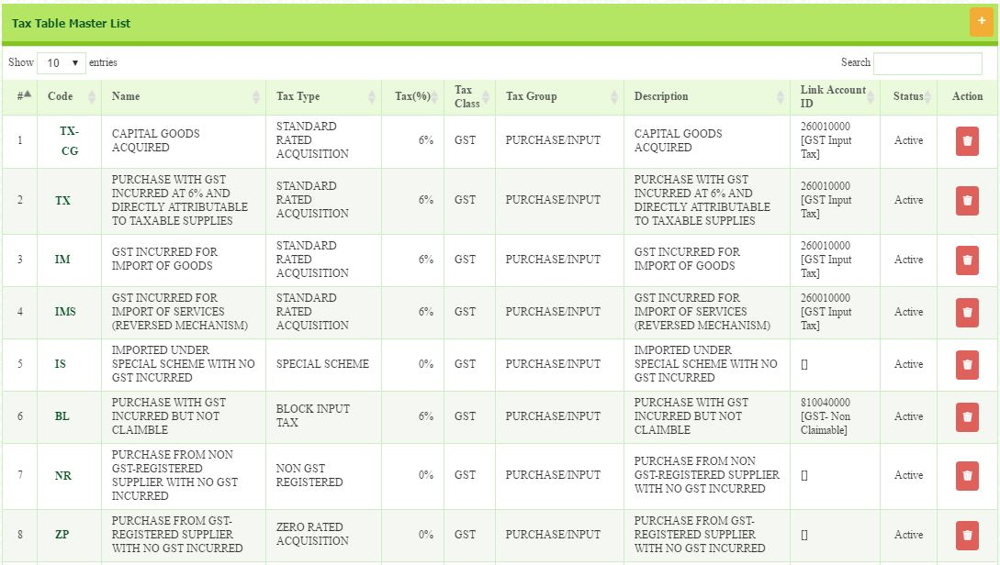 Tax Table Master List
+
Show 10 entries
Search
# Code Name Tax Type Tax(%) Tax Class Tax Group Description Link Account ID Status Action
1
TX-
CG
CAPITAL GOODS
ACQUIRED
STANDARD
RATED
ACQUISITION
6%
GST
PURCHASE/INPUT
CAPITAL GOODS
ACQUIRED
260010000
[GST Input
Tax]
Active
2
TX
PURCHASE WITH GST
INCURRED AT 6% AND
DIRECTLY ATTRIBUTABLE
TO TAXABLE SUPPLIES
STANDARD
RATED
ACQUISITION
6%
GST
PURCHASE/INPUT
PURCHASE WITH GST
INCURRED AT 6% AND
DIRECTLY ATTRIBUTABLE
TO TAXABLE SUPPLIES
260010000
[GST Input
Tax]
Active
3
IM
GST INCURRED FOR
IMPORT OF GOODS
STANDARD
RATED
ACQUISITION
6%
GST
PURCHASE/INPUT
GST INCURRED FOR
IMPORT OF GOODS
260010000
[GST Input
Tax]
Active
4
IMS
GST INCURRED FOR
IMPORT OF SERVICES
(REVERSED MECHANISM)
STANDARD
RATED
ACQUISITION
6%
GST
PURCHASE/INPUT
GST INCURRED FOR
IMPORT OF SERVICES
(REVERSED MECHANISM)
260010000
[GST Input
Tax]
Active
5
IS
IMPORTED UNDER
SPECIAL SCHEME WITH NO
GST INCURRED
SPECIAL SCHEME
0%
GST
PURCHASE/INPUT
IMPORTED UNDER
SPECIAL SCHEME WITH NO
GST INCURRED
[]
Active
6
BL
PURCHASE WITH GST
INCURRED BUT NOT
CLAIMBLE
BLOCK INPUT
TAX
6%
GST
PURCHASE/INPUT
PURCHASE WITH GST
INCURRED BUT NOT
CLAIMBLE
810040000
[GST- Non
Claimable]
Active
7
NR
PURCHASE FROM NON
GST-REGISTERED
SUPPLIER WITH NO GST
INCURRED
NON GST
REGISTERED
0%
GST
PURCHASE/INPUT
PURCHASE FROM NON
GST-REGISTERED SUPPLIER
WITH NO GST INCURRED
[]
Active
8
ZP
PURCHASE FROM GST-
REGISTERED SUPPLIER
WITH NO GST INCURRED
ZERO RATED
ACQUISITION
0%
GST
PURCHASE/INPUT
PURCHASE FROM GST-
REGISTERED SUPPLIER
WITH NO GST INCURRED
[]
Active